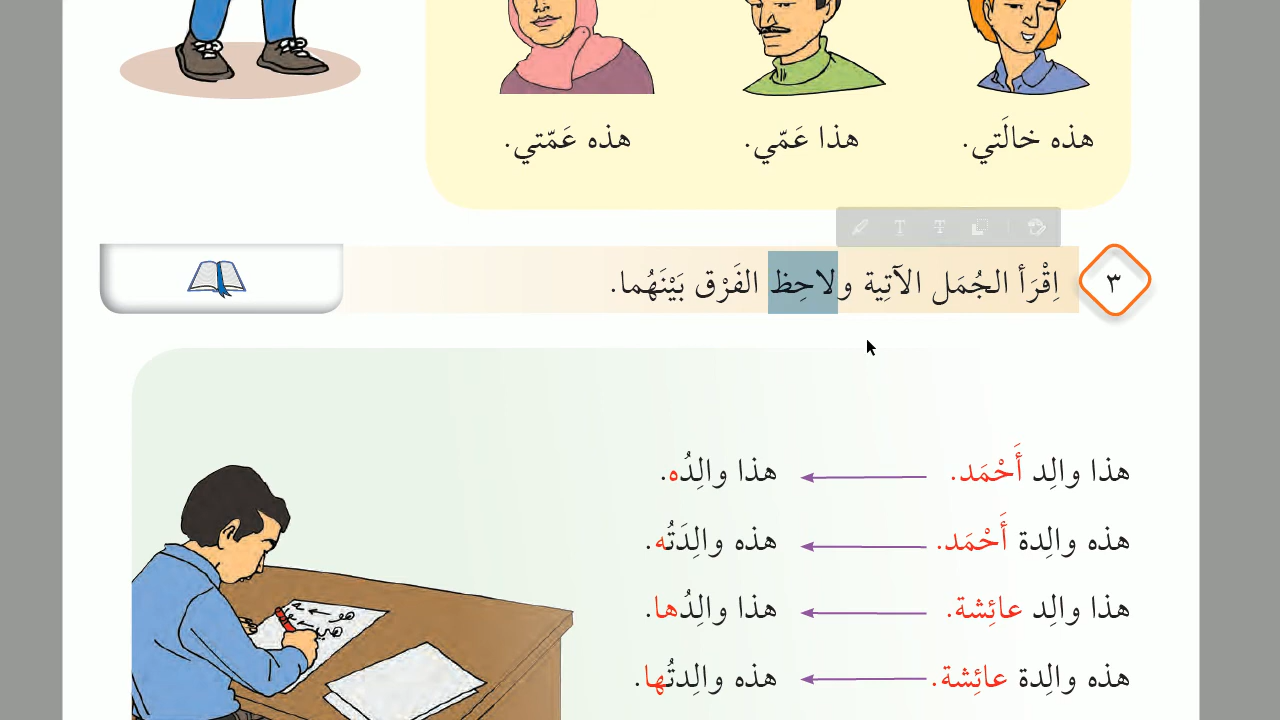 هذه خالَتي. هذا عَمّي. هذه عَمّتي.
٣ اِقْرَأ الجُمَل الآتِية ولاحِظ الفَرْق بَيْنَهُما.
هذا والِد أَحْمَد. هذا والِدُه.
هذه والِدة أَحْمَد. هذه والِدَتُه.
هذا والِد عائِشة. هذا والِدُها.
هذه والِدة عائِشة. هذه والِدتُها.